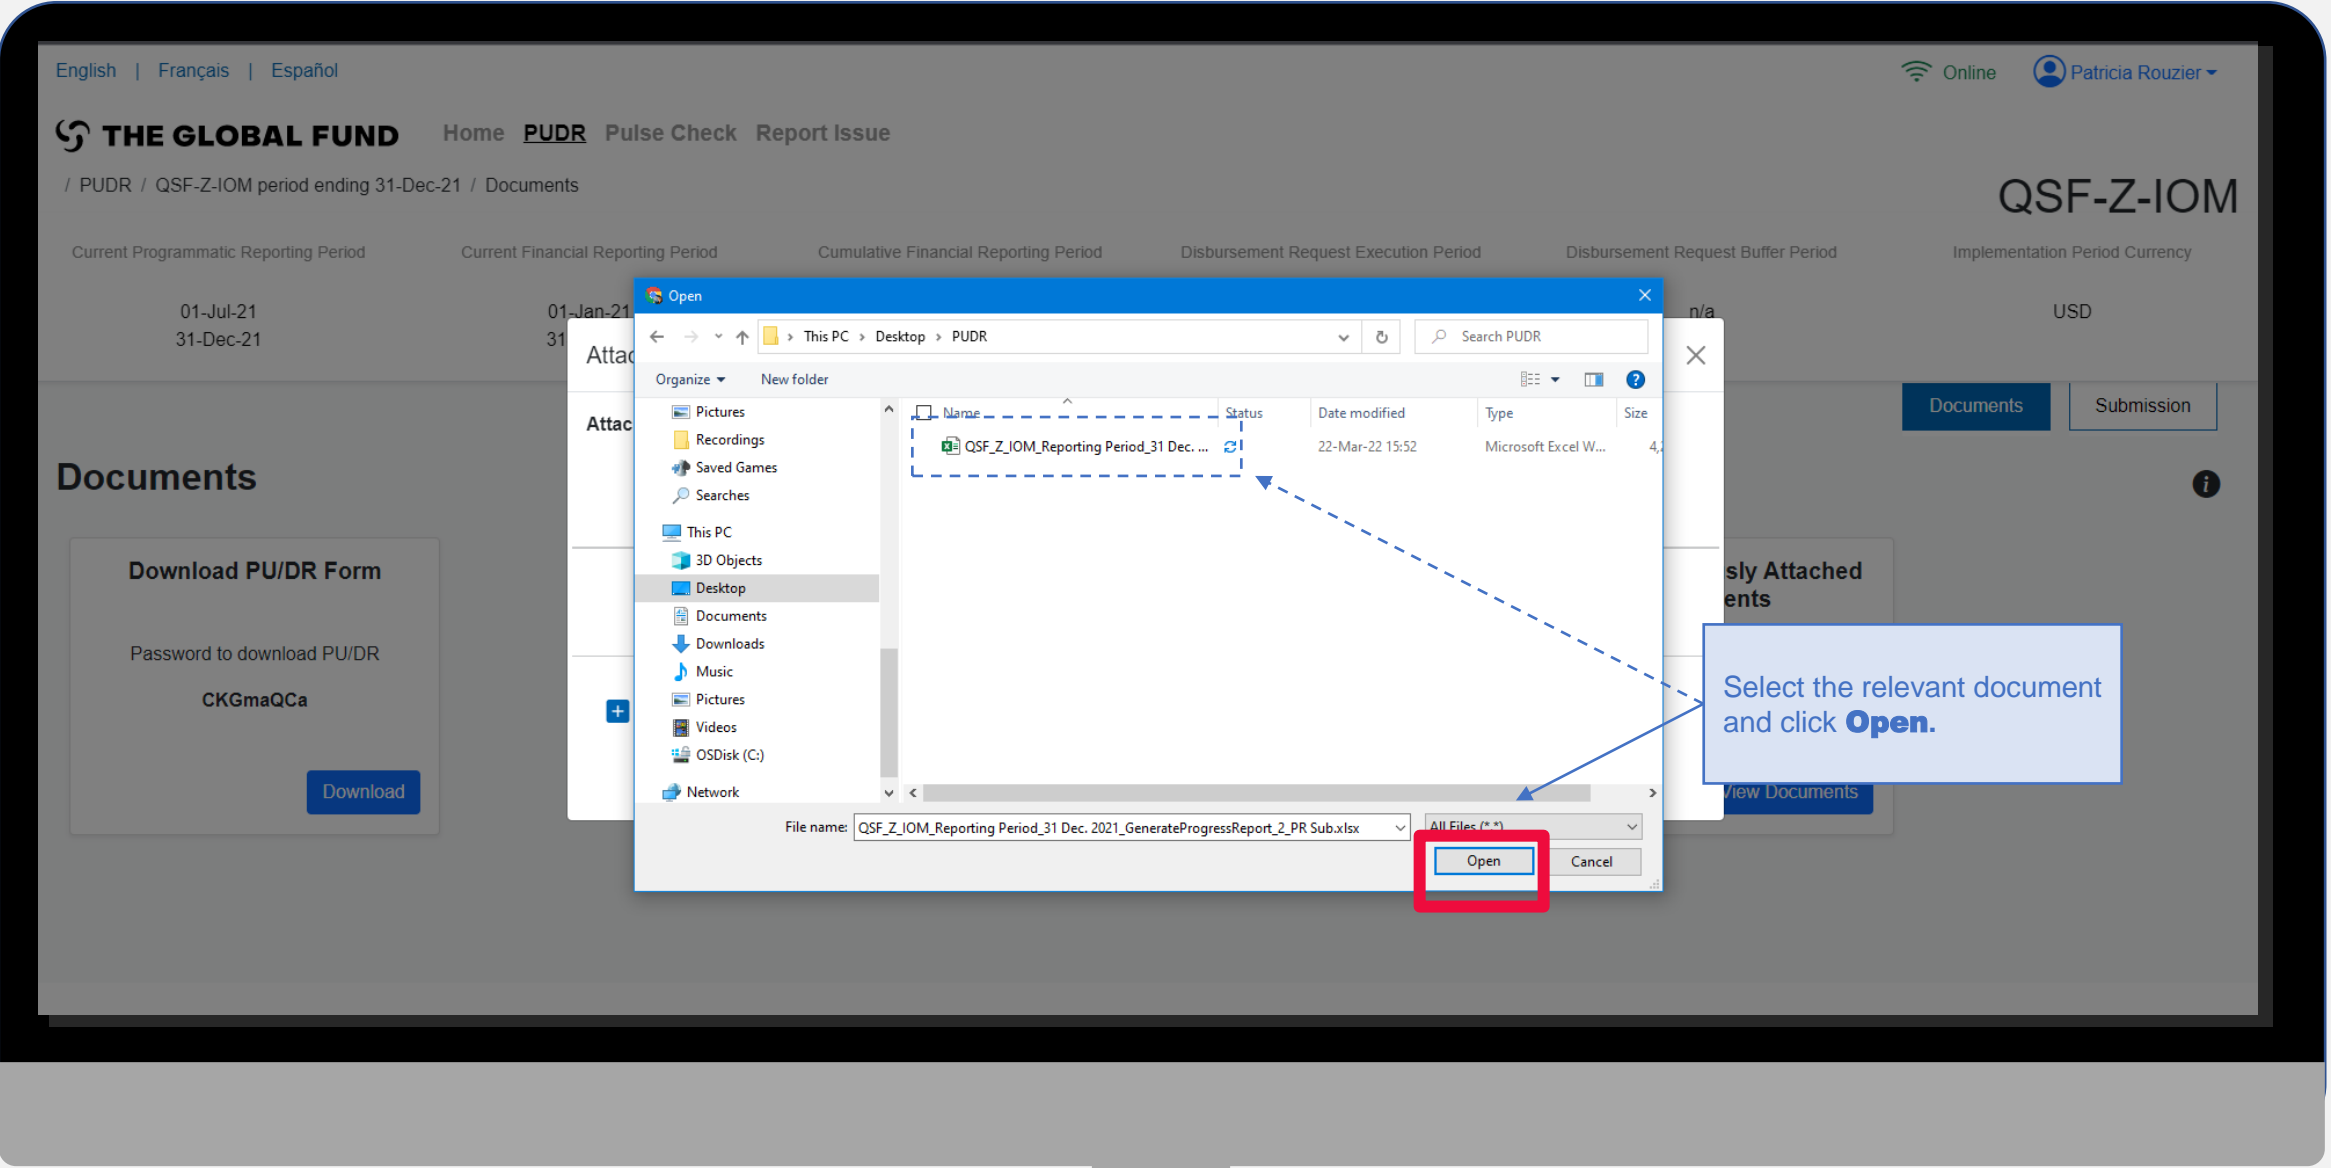 English | Français | Español
Online
Patricia Rouzier
THE GLOBAL FUND
Home PUDR Pulse Check Report Issue
/ PUDR / QSF-Z-IOM period ending 31-Dec-21 / Documents
QSF-Z-IOM
Current Programmatic Reporting Period
Current Financial Reporting Period
Cumulative Financial Reporting Period
Disbursement Request Execution Period
Disbursement Request Buffer Period
Implementation Period Currency
01-Jul-21
31-Dec-21
01-Jan-21
31
n/a
USD
Open
This PC > Desktop > PUDR
Search PUDR
Organize
New folder
Attac
Attac
Documents
Submission
Name
Status
Date modified
Type
Size
QSF_Z_IOM_Reporting Period_31 Dec. ...
22-Mar-22 15:52
Microsoft Excel W...
4,
Pictures
Recordings
Saved Games
Searches
This PC
3D Objects
Desktop
Documents
Downloads
Music
Pictures
Videos
OSDisk (C:)
Network
Documents
Download PU/DR Form
Password to download PU/DR
CKGmaQCa
Download
sly Attached
ents
Select the relevant document
and click Open.
View Documents
File name: QSF_Z_IOM_Reporting Period_31 Dec. 2021_GenerateProgressReport_2_PR Sub.xlsx
All Files (*.*)
Open
Cancel